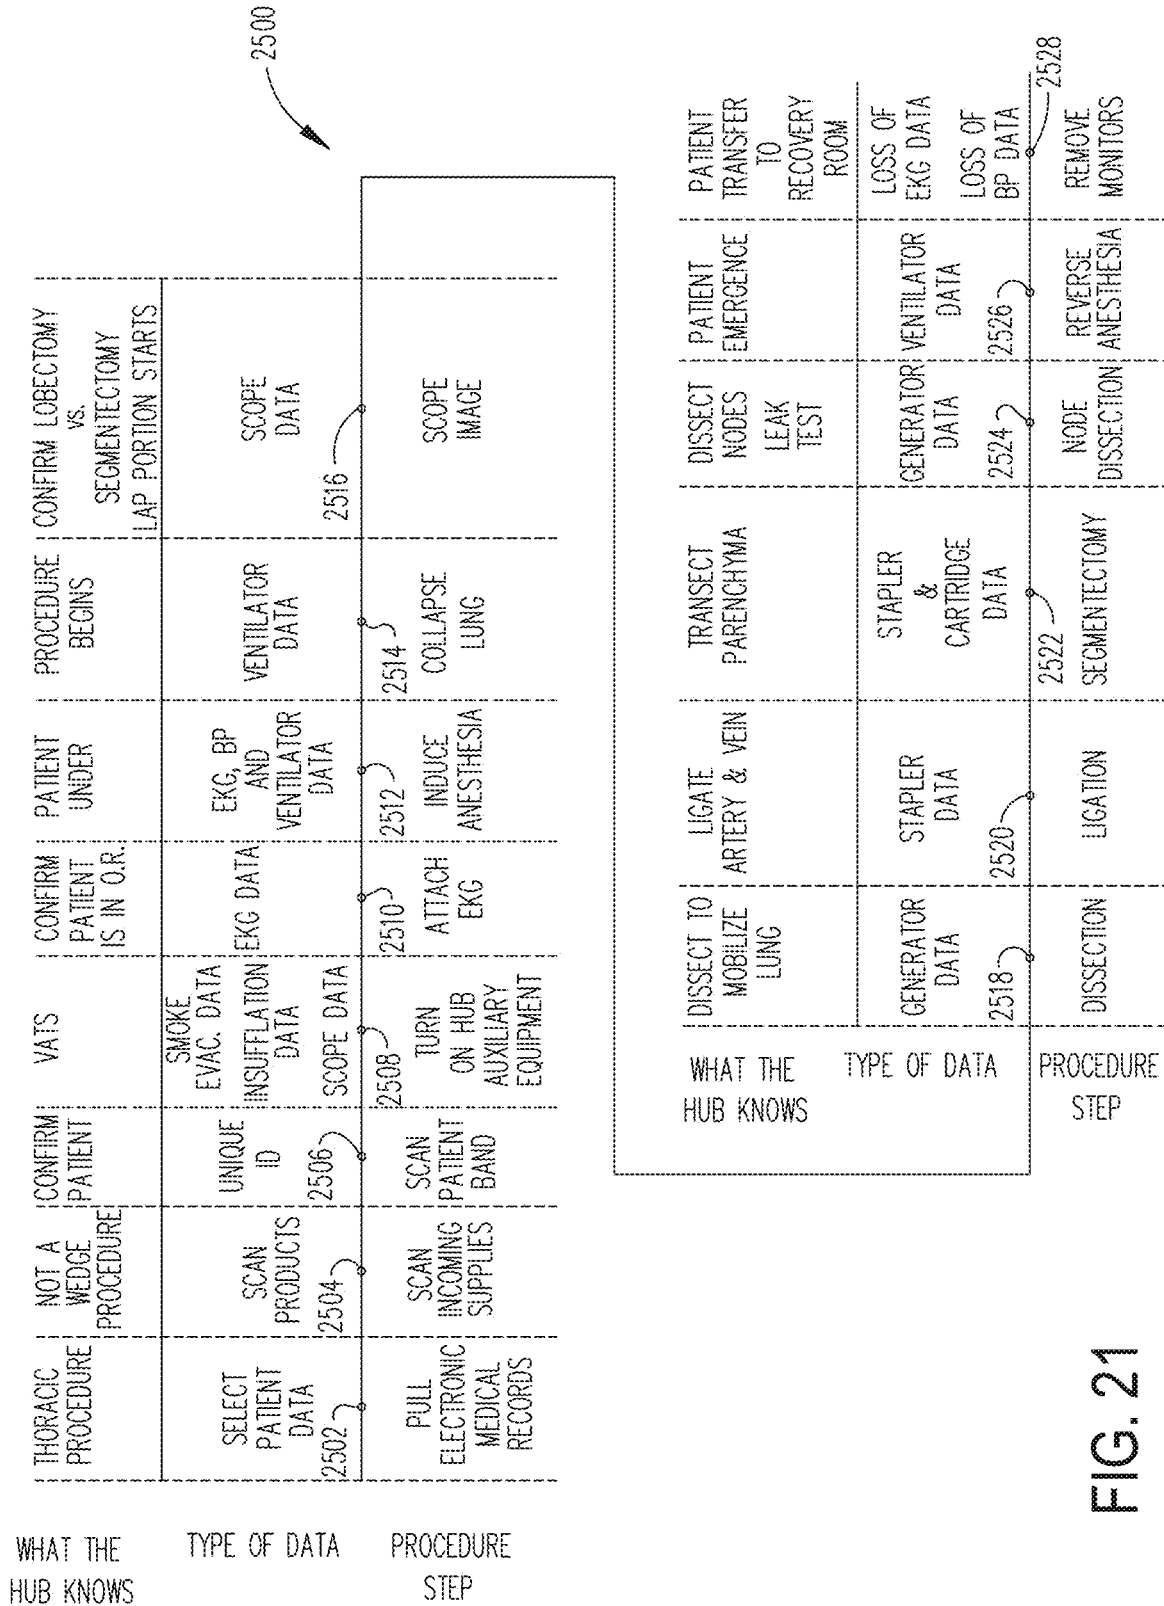 2500
WHAT THE
HUB KNOWS
THORACIC
PROCEDURE
NOT A
WEDGE
PROCEDURE
CONFIRM
PATIENT
VATS
CONFIRM
PATIENT
IS IN O.R.
PATIENT
UNDER
PROCEDURE
BEGINS
CONFIRM LOBECTOMY
VS.
SEGMENTECTOMY
LAP PORTION STARTS
TYPE OF DATA
SELECT
PATIENT
DATA
2502
SCAN
PRODUCTS
2504
UNIQUE
ID
2506
SMOKE
EVAC. DATA
INSUFFLATION
DATA
SCOPE DATA
2508
EKG DATA
2510
EKG, BP
AND
VENTILATOR
DATA
2512
VENTILATOR
DATA
2514
SCOPE
DATA
2516
PROCEDURE
STEP
PULL
ELECTRONIC
MEDICAL
RECORDS
SCAN
INCOMING
SUPPLIES
SCAN
PATIENT
BAND
TURN
ON HUB
AUXILIARY
EQUIPMENT
ATTACH
EKG
INDUCE
ANESTHESIA
COLLAPSE
LUNG
SCOPE
IMAGE
WHAT THE
HUB KNOWS
DISSECT TO
MOBILIZE
LUNG
LIGATE
ARTERY & VEIN
TRANSECT
PARENCHYMA
DISSECT
NODES
LEAK
TEST
PATIENT
EMERGENCE
PATIENT
TRANSFER
TO
RECOVERY
ROOM
TYPE OF DATA
GENERATOR
DATA
2518
STAPLER
DATA
2520
STAPLER
&
CARTRIDGE
DATA
2522
GENERATOR
DATA
2524
VENTILATOR
DATA
2526
LOSS OF
EKG DATA
LOSS OF
BP DATA
2528
PROCEDURE
STEP
DISSECTION
LIGATION
SEGMENTECTOMY
NODE
DISSECTION
REVERSE
ANESTHESIA
REMOVE
MONITORS
FIG. 21